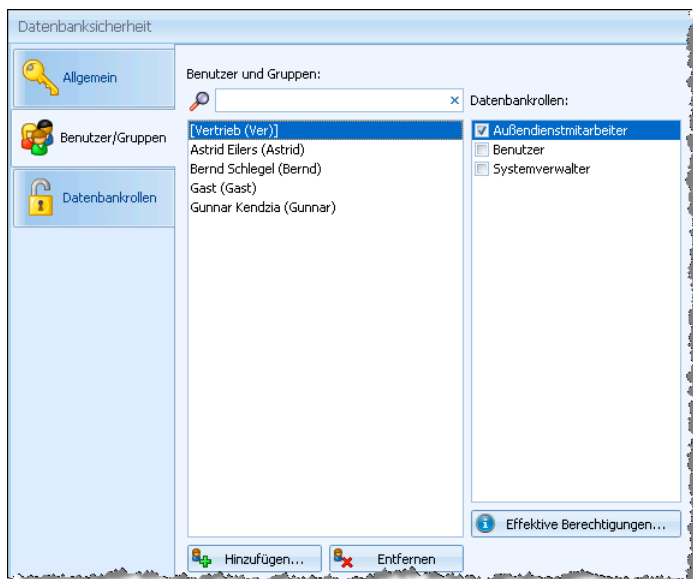 Datenbanksicherheit
Allgemein
Benutzer/Gruppen
Datenbankrollen
Benutzer und Gruppen:
[Vertrieb (Ver)]
Astrid Eilers (Astrid)
Bernd Schlegel (Bernd)
Gast (Gast)
Gunnar Kendzia (Gunnar)
Hinzufügen...
Entfernen
Datenbankrollen:
Außendienstmitarbeiter
Benutzer
Systemverwalter
Effektive Berechtigungen...